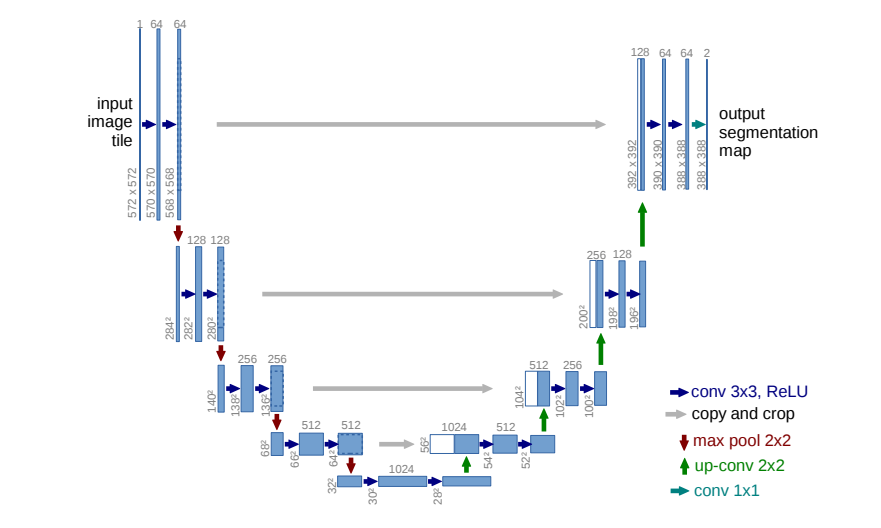 1 64 64
input
image
tile
572 x 572
570 x 570
568 x 568
128 64 64 2
output
segmentation
map
392 x 392
390 x 390
388 x 388
388 x 388
128 128
284²
282²
280²
256 128
200²
198²
196²
256 256
140²
138²
136²
512 256
104²
102²
100²
512 512
68²
66²
64²
1024 512
56²
54²
52²
1024
32²
30²
28²
conv 3x3, ReLU
copy and crop
max pool 2x2
up-conv 2x2
conv 1x1